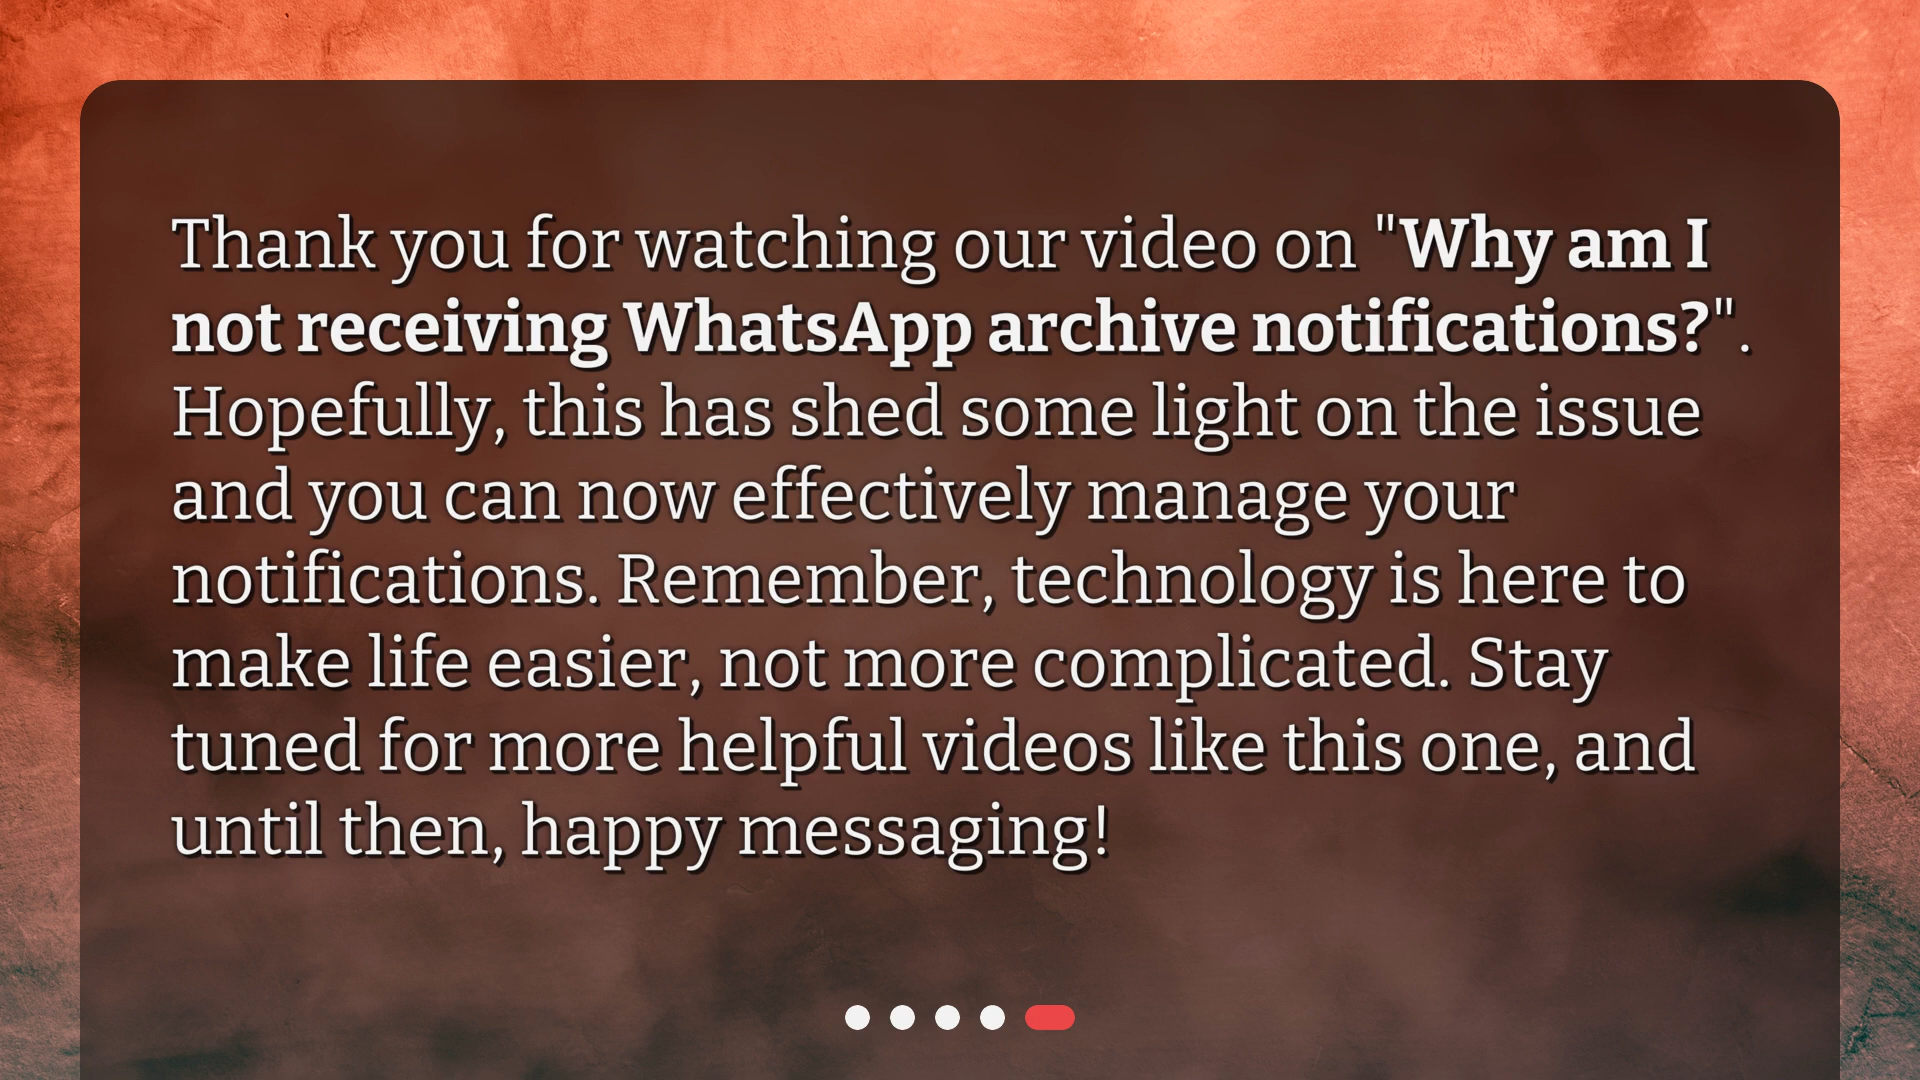 Thank you for watching our video on "Why am I
not receiving WhatsApp archive notifications?".
Hopefully, this has shed some light on the issue
and you can now effectively manage your
notifications. Remember, technology is here to
make life easier, not more complicated. Stay
tuned for more helpful videos like this one, and
until then, happy messaging!